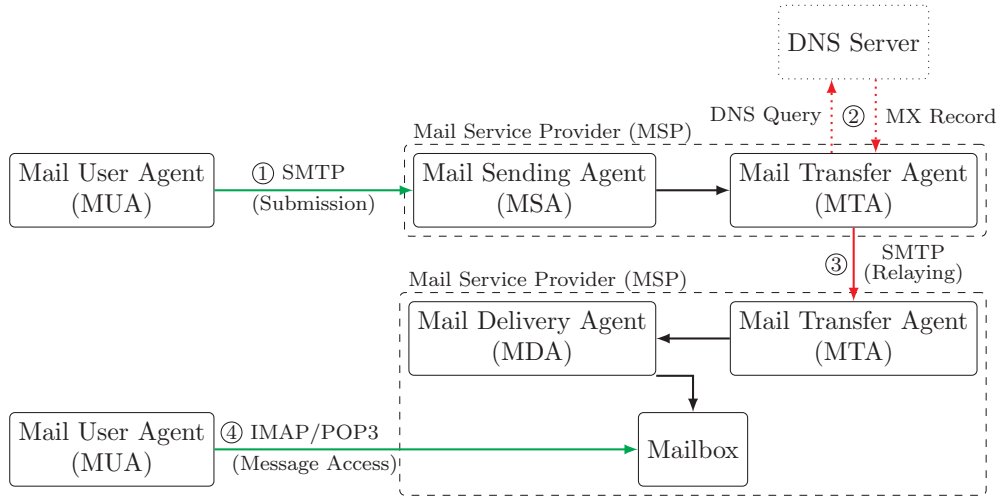 DNS Server
DNS Query ② MX Record
Mail Service Provider (MSP)
Mail User Agent
(MUA)
① SMTP
(Submission)
Mail Sending Agent
(MSA)
Mail Transfer Agent
(MTA)
③ SMTP
(Relaying)
Mail Service Provider (MSP)
Mail Delivery Agent
(MDA)
Mail Transfer Agent
(MTA)
Mail User Agent
(MUA)
④ IMAP/POP3
(Message Access)
Mailbox